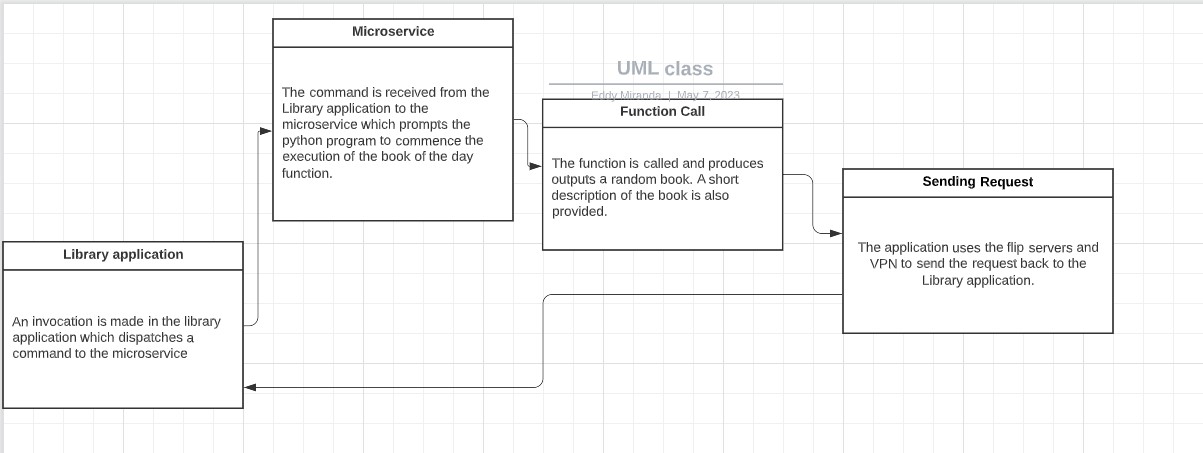 Microservice
The command is received from the
Library application to the
microservice which prompts the
python program to commence the
execution of the book of the day
function.
UML class
Eddy Miranda | May 7, 2023
Function Call
The function is called and produces
outputs a random book. A short
description of the book is also
provided.
Sending Request
The application uses the flip servers and
VPN to send the request back to the
Library application.
Library application
An invocation is made in the library
application which dispatches a
command to the microservice